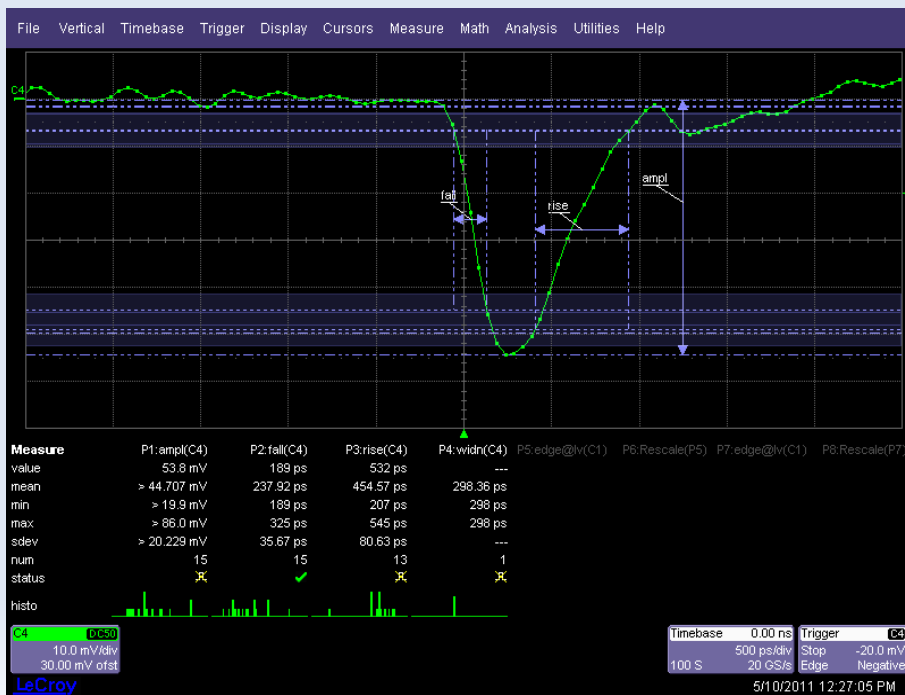 File Vertical Timebase Trigger Display Cursors Measure Math Analysis Utilities Help
C4
fall
rise
ampl
Measure P1:ampl(C4) P2:fall(C4) P3:rise(C4) P4:widn(C4) P5:edge@lv(C1) P6:Rescale(P5) P7:edge@lv(C1) P8:Rescale(P7)
value 53.8 mV 189 ps 532 ps ---
mean > 44.707 mV 237.92 ps 454.57 ps 298.36 ps
min > 19.9 mV 189 ps 207 ps 298 ps
max > 86.0 mV 325 ps 545 ps 298 ps
sdev > 20.229 mV 35.67 ps 80.63 ps ---
num 15 15 13 1
status
histo
C4 DC50
10.0 mV/div
30.00 mV ofst
Timebase 0.00 ns
500 ps/div
100 S 20 GS/s
Trigger C4
Stop -20.0 mV
Edge Negative
LeCroy
5/10/2011 12:27:05 PM